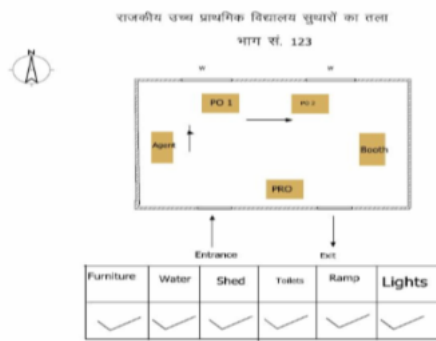 राजकीय उच्च प्राथमिक विद्यालय सुथारों का तला
भाग सं. 123
N
W W
PO 1 PO 2
Agent Booth
PRO
Entrance Exit
Furniture Water Shed Toilets Ramp Lights